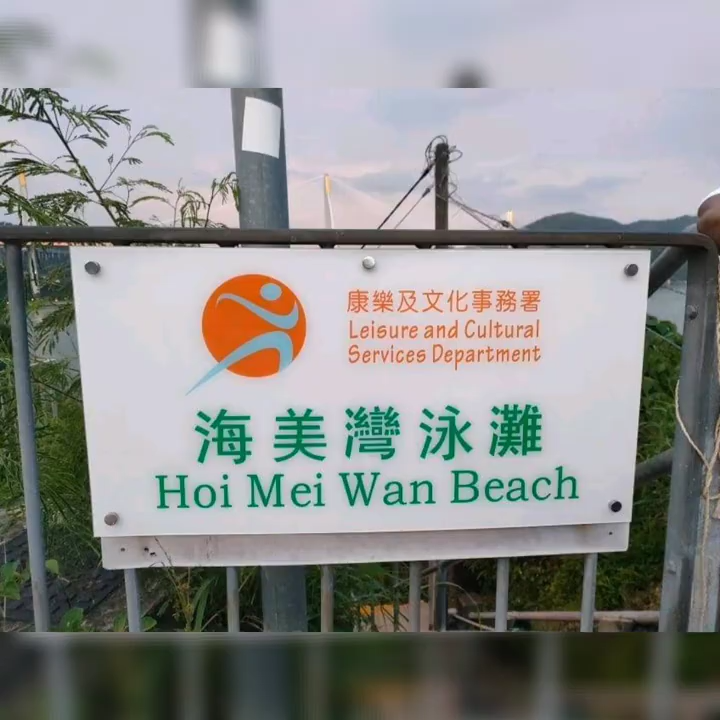 康樂及文化事務署
Leisure and Cultural
Services Department
海美灣泳灘
Hoi Mei Wan Beach